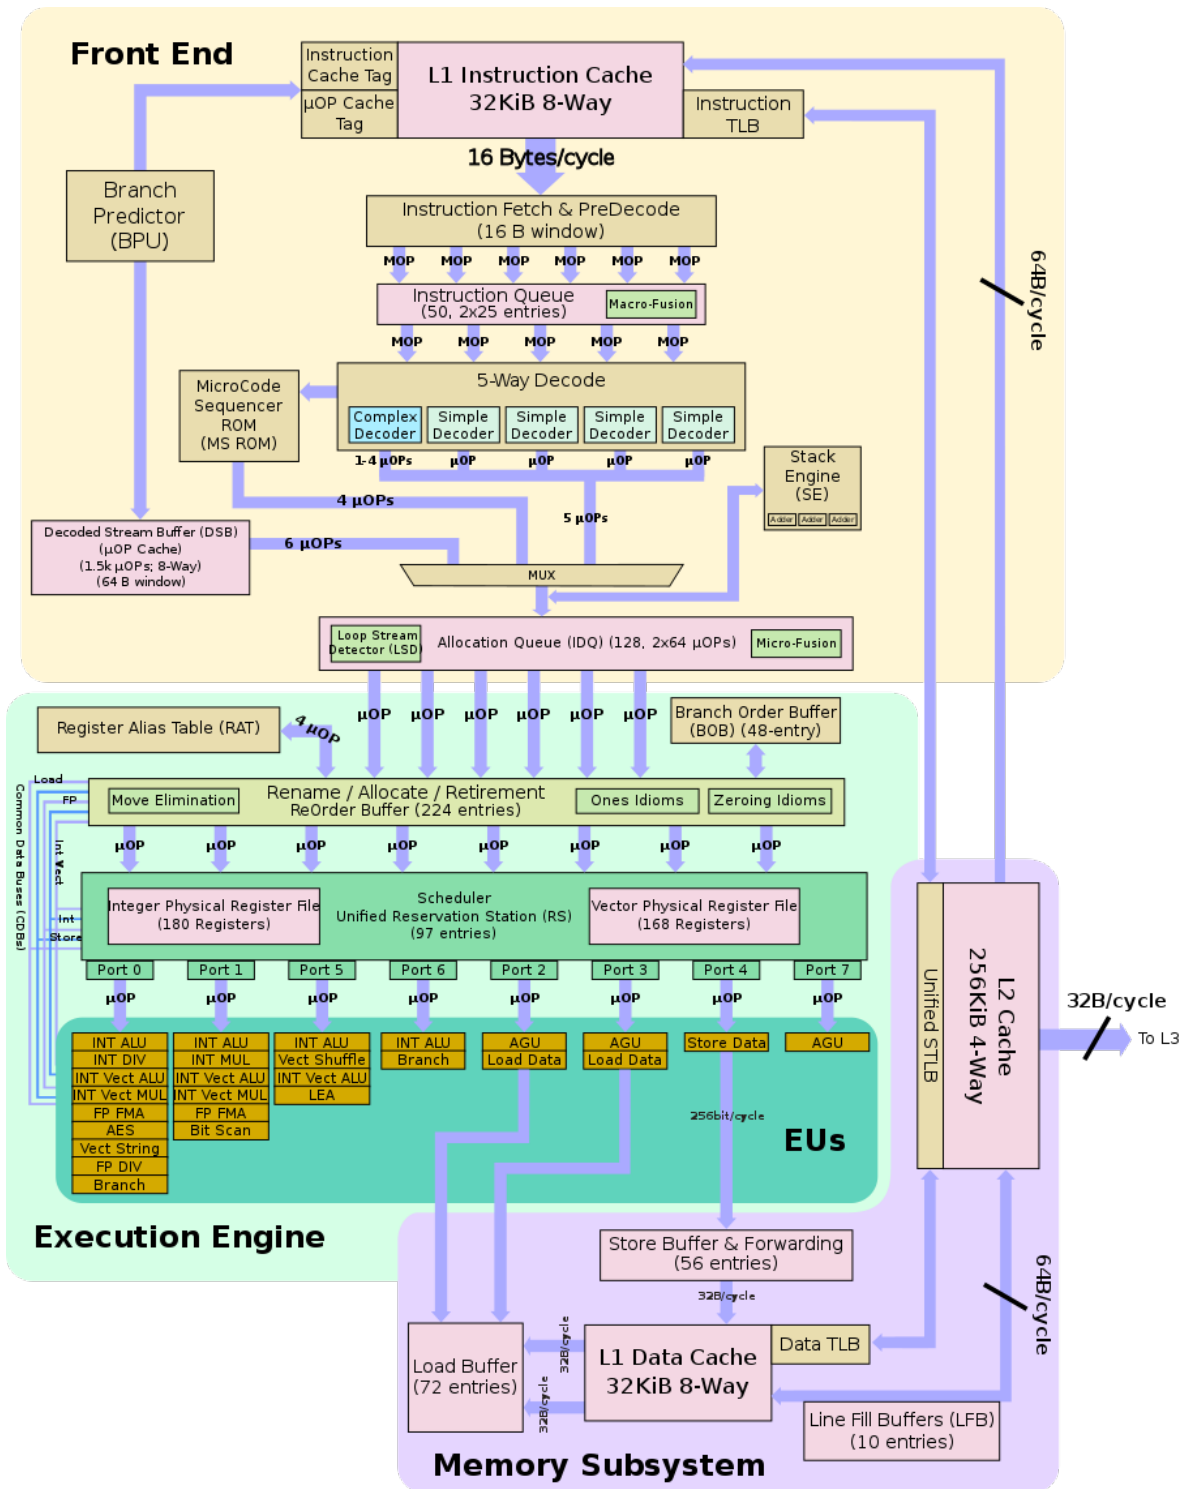 Front End
Instruction
Cache Tag
µOP Cache
Tag
L1 Instruction Cache
32KiB 8-Way
Instruction
TLB
16 Bytes/cycle
Branch
Predictor
(BPU)
Instruction Fetch & PreDecode
(16 B window)
MOP MOP MOP MOP MOP MOP
Instruction Queue
(50, 2x25 entries)
Macro-Fusion
64B/cycle
MOP MOP MOP MOP MOP
MicroCode
Sequencer
ROM
(MS ROM)
5-Way Decode
Complex
Decoder
Simple
Decoder
Simple
Decoder
Simple
Decoder
Simple
Decoder
1-4 µOPs µOP µOP µOP µOP
Stack
Engine
(SE)
Adder Adder Adder
4 µOPs
5 µOPs
Decoded Stream Buffer (DSB)
(µOP Cache)
(1.5k µOPs; 8-Way)
(64 B window)
6 µOPs
MUX
Loop Stream
Detector (LSD)
Allocation Queue (IDQ) (128, 2x64 µOPs)
Micro-Fusion
Register Alias Table (RAT)
4 µOP
µOP µOP µOP µOP µOP µOP
Branch Order Buffer
(BOB) (48-entry)
Common Data Buses (CDBs)
Load
FP
Int Vect
Int
Store
Move Elimination
Rename / Allocate / Retirement
ReOrder Buffer (224 entries)
Ones Idioms
Zeroing Idioms
µOP µOP µOP µOP µOP µOP µOP µOP
Integer Physical Register File
(180 Registers)
Scheduler
Unified Reservation Station (RS)
(97 entries)
Vector Physical Register File
(168 Registers)
Port 0 Port 1 Port 5 Port 6 Port 2 Port 3 Port 4 Port 7
µOP µOP µOP µOP µOP µOP µOP µOP
INT ALU
INT DIV
INT Vect ALU
INT Vect MUL
FP FMA
AES
Vect String
FP DIV
Branch
INT ALU
INT MUL
INT Vect ALU
INT Vect MUL
FP FMA
Bit Scan
INT ALU
Vect Shuffle
INT Vect ALU
LEA
INT ALU
Branch
AGU
Load Data
AGU
Load Data
Store Data
AGU
256bit/cycle
EUs
Execution Engine
Unified STLB
L2 Cache
256KiB 4-Way
32B/cycle
To L3
Store Buffer & Forwarding
(56 entries)
32B/cycle
64B/cycle
Load Buffer
(72 entries)
32B/cycle
32B/cycle
L1 Data Cache
32KiB 8-Way
Data TLB
Line Fill Buffers (LFB)
(10 entries)
Memory Subsystem